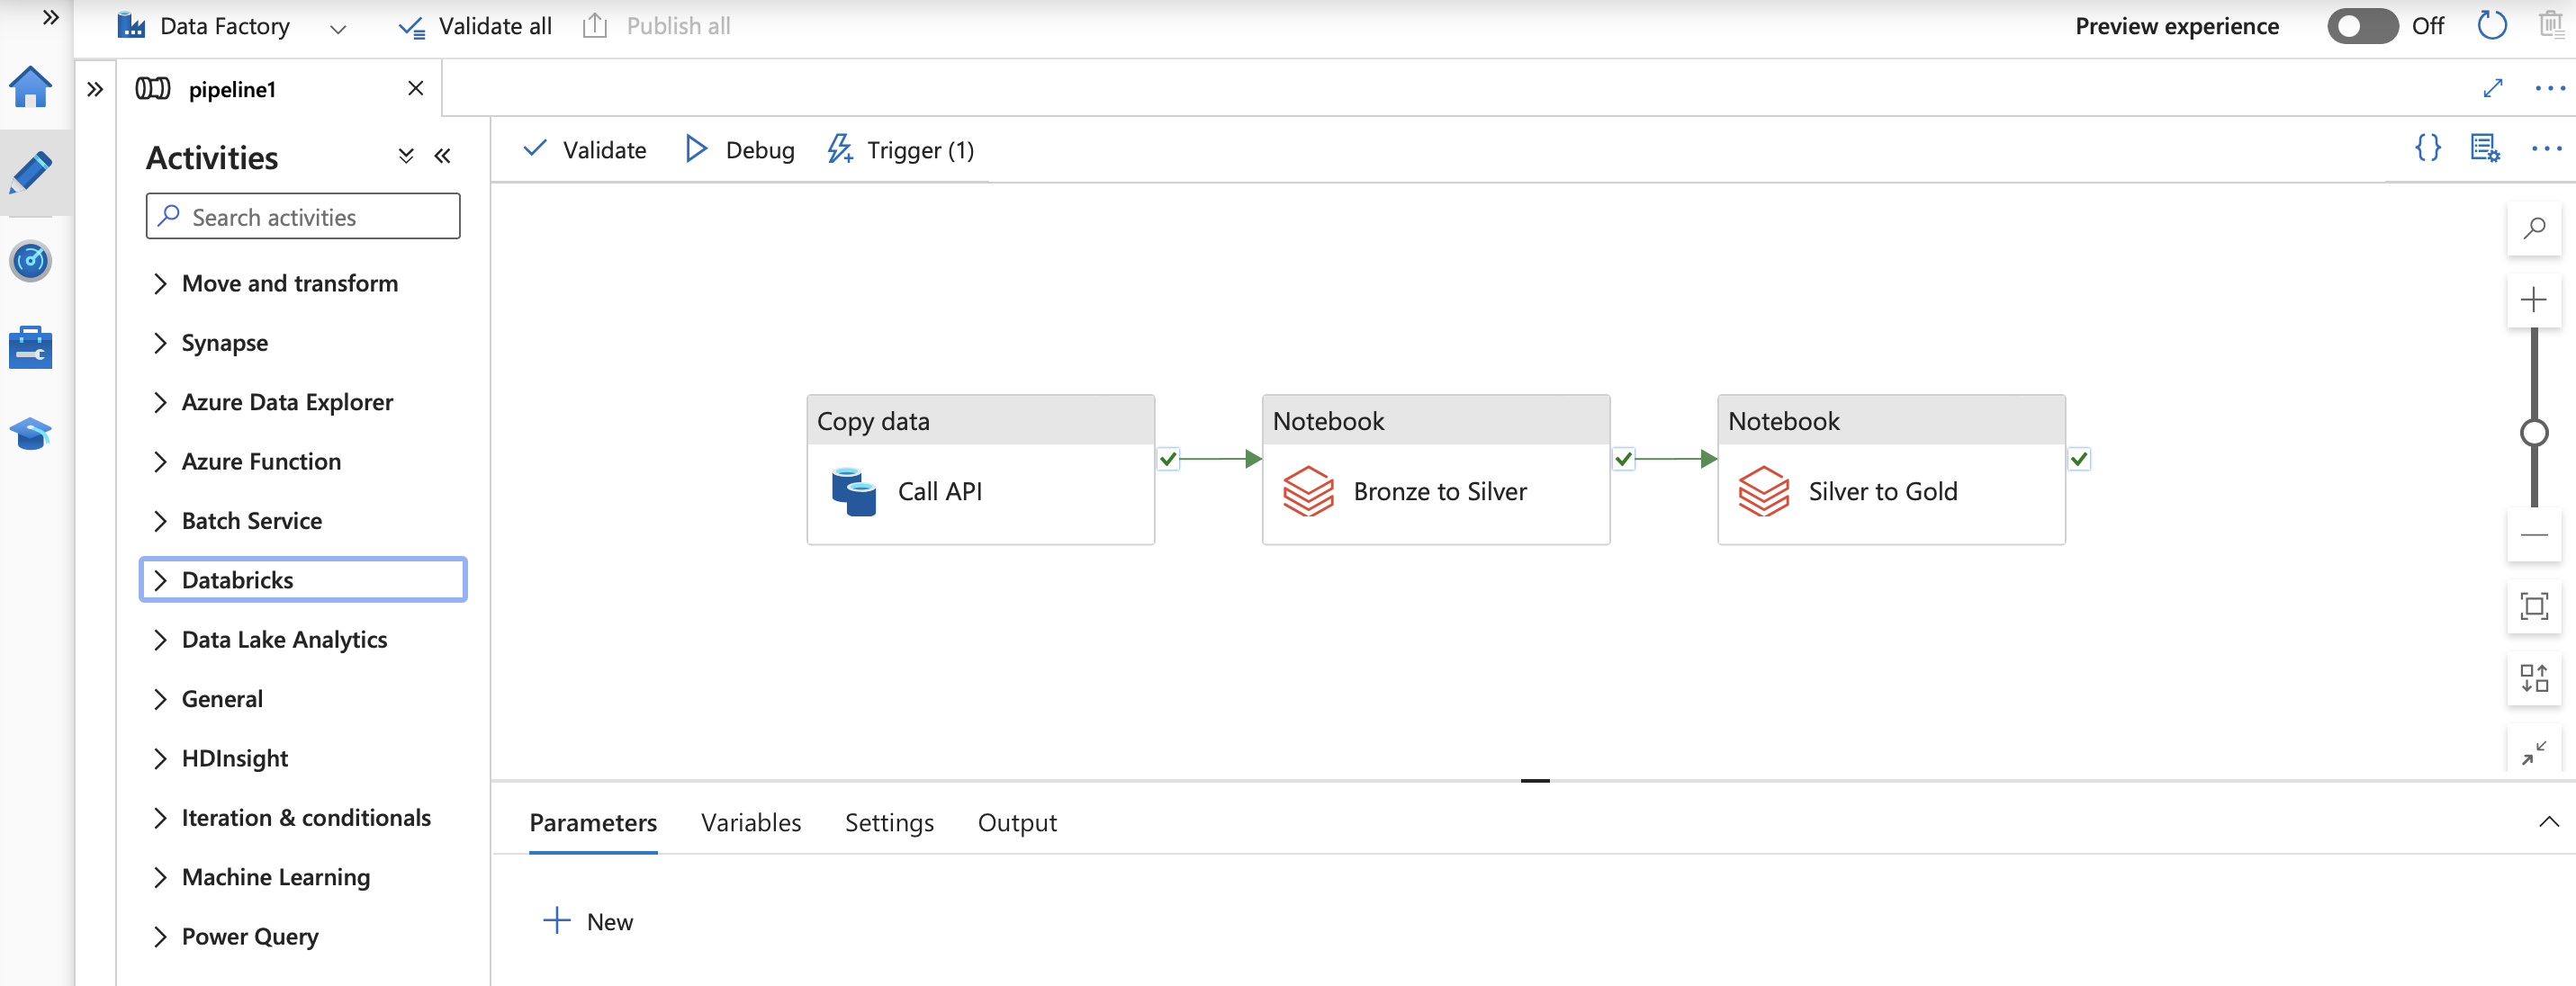 Data Factory
Validate all
Publish all
Preview experience
Off
pipeline1
Activities
Search activities
Move and transform
Synapse
Azure Data Explorer
Azure Function
Batch Service
Databricks
Data Lake Analytics
General
HDInsight
Iteration & conditionals
Machine Learning
Power Query
Validate
Debug
Trigger (1)
{}
Copy data
Call API
Notebook
Bronze to Silver
Notebook
Silver to Gold
Parameters
Variables
Settings
Output
New